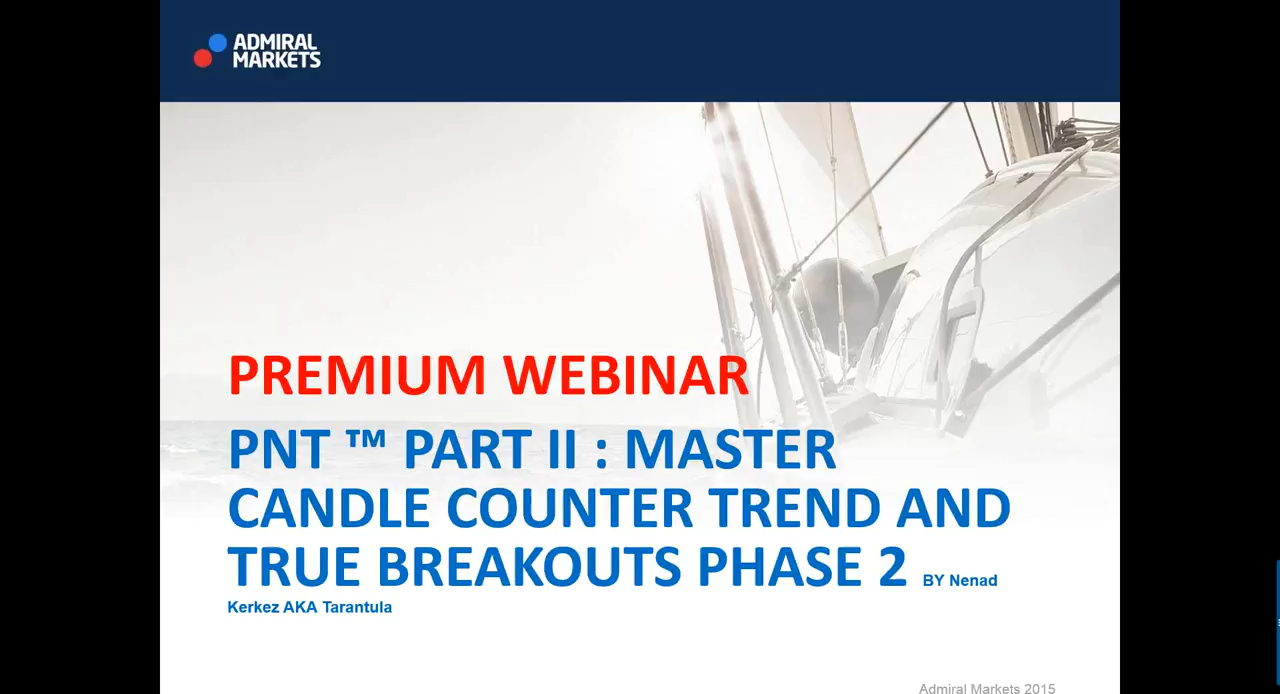 ADMIRAL
MARKETS
PREMIUM WEBINAR
PNT ™ PART II : MASTER
CANDLE COUNTER TREND AND
TRUE BREAKOUTS PHASE 2 BY Nenad
Kerkez AKA Tarantula
Admiral Markets 2015